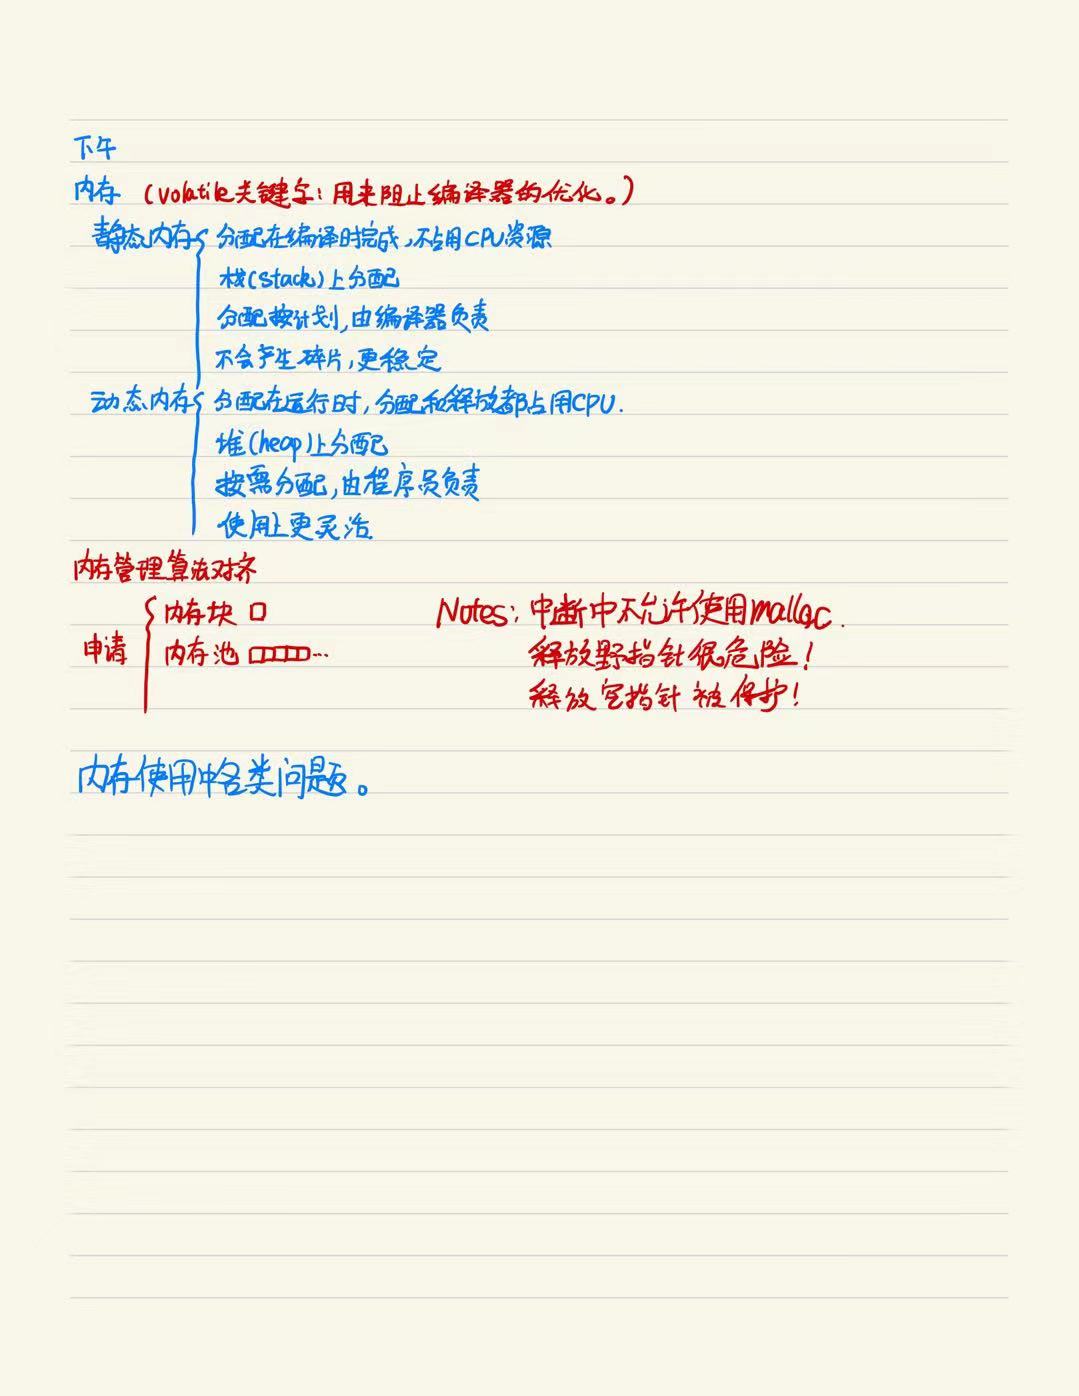 下午
内存 (volatile关键字:用来阻止编译器的优化。)
静态内存 分配在编译时完成,不占用CPU资源
栈(stack)上分配
分配按计划,由编译器负责
不会产生碎片,更稳定
动态内存 分配在运行时,分配和释放都占用CPU.
堆(heap)上分配
按需分配,由程序员负责
使用上更灵活.
内存管理算法对齐
申请
内存块
内存池 ...
Notes: 中断中不允许使用malloc.
释放野指针很危险!
释放空指针被保护!
内存使用中各类问题。